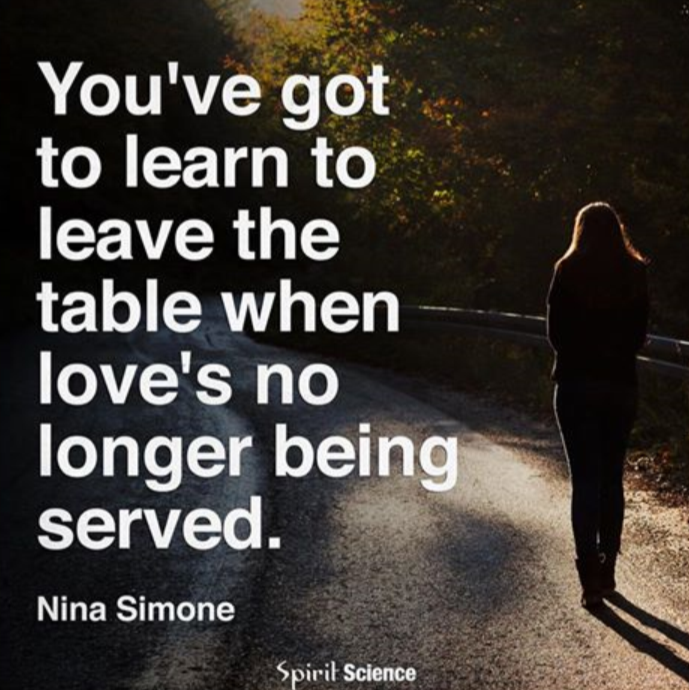 You've got
to learn to
leave the
table when
love's no
longer being
served.
Nina Simone
Spirit Science